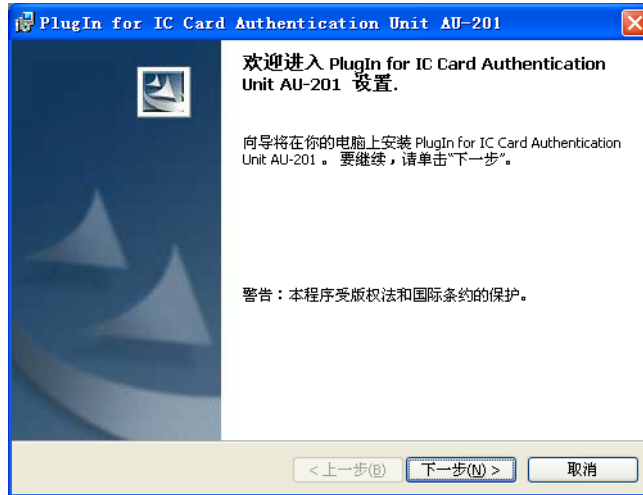 PlugIn for IC Card Authentication Unit AU-201
欢迎进入 PlugIn for IC Card Authentication
Unit AU-201 设置.
向导将在你的电脑上安装 PlugIn for IC Card Authentication
Unit AU-201 。 要继续，请单击“下一步”。
警告：本程序受版权法和国际条约的保护。
<上一步(B) 下一步(N) > 取消